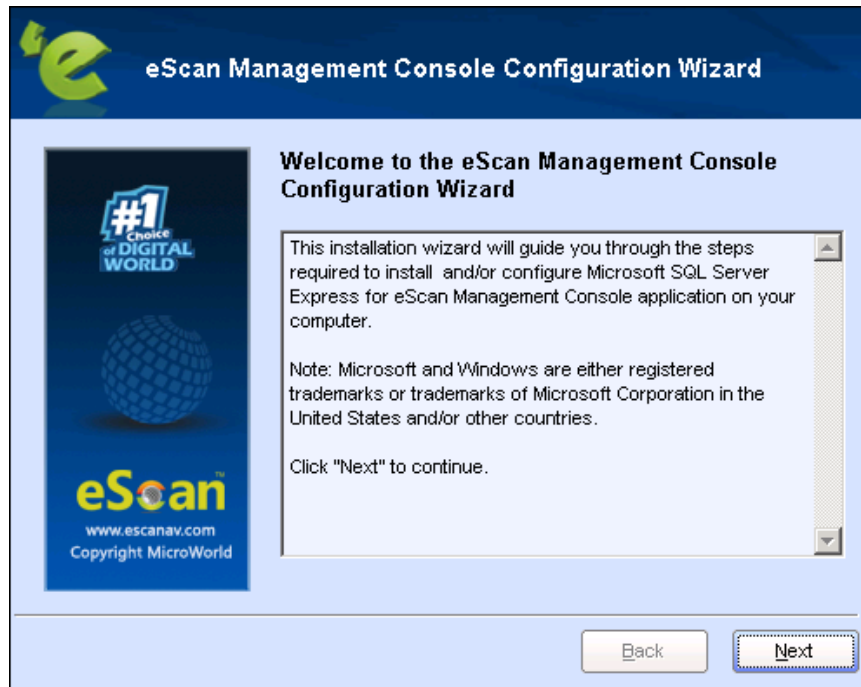 eScan Management Console Configuration Wizard
Welcome to the eScan Management Console
Configuration Wizard
#1
Choice
of DIGITAL
WORLD
eScan™
www.escanav.com
Copyright MicroWorld
This installation wizard will guide you through the steps
required to install and/or configure Microsoft SQL Server
Express for eScan Management Console application on your
computer.
Note: Microsoft and Windows are either registered
trademarks or trademarks of Microsoft Corporation in the
United States and/or other countries.
Click "Next" to continue.
Back
Next